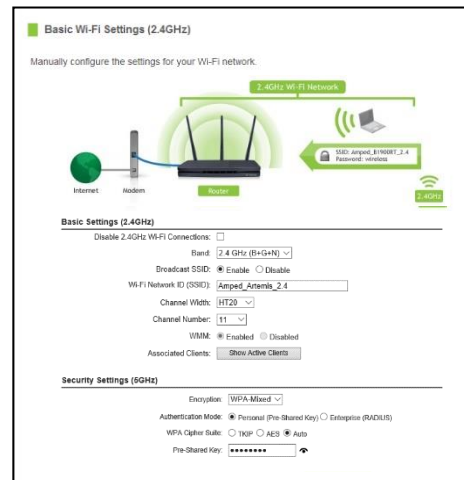 Basic Wi-Fi Settings (2.4GHz)
Manually configure the settings for your Wi-Fi network.
2.4GHz Wi-Fi Network
SSID: Amped_B1900RT_2.4
Password: wireless
Internet
Modem
Router
2.4GHz
Basic Settings (2.4GHz)
Disable 2.4GHz Wi-Fi Connections:
Band: 2.4 GHz (B+G+N)
Broadcast SSID: Enable Disable
Wi-Fi Network ID (SSID): Amped_Artemis_2.4
Channel Width: HT20
Channel Number: 11
WMM: Enabled Disabled
Associated Clients: Show Active Clients
Security Settings (5GHz)
Encryption: WPA-Mixed
Authentication Mode: Personal (Pre-Shared Key) Enterprise (RADIUS)
WPA Cipher Suite: TKIP AES Auto
Pre-Shared Key: ●●●●●●●●